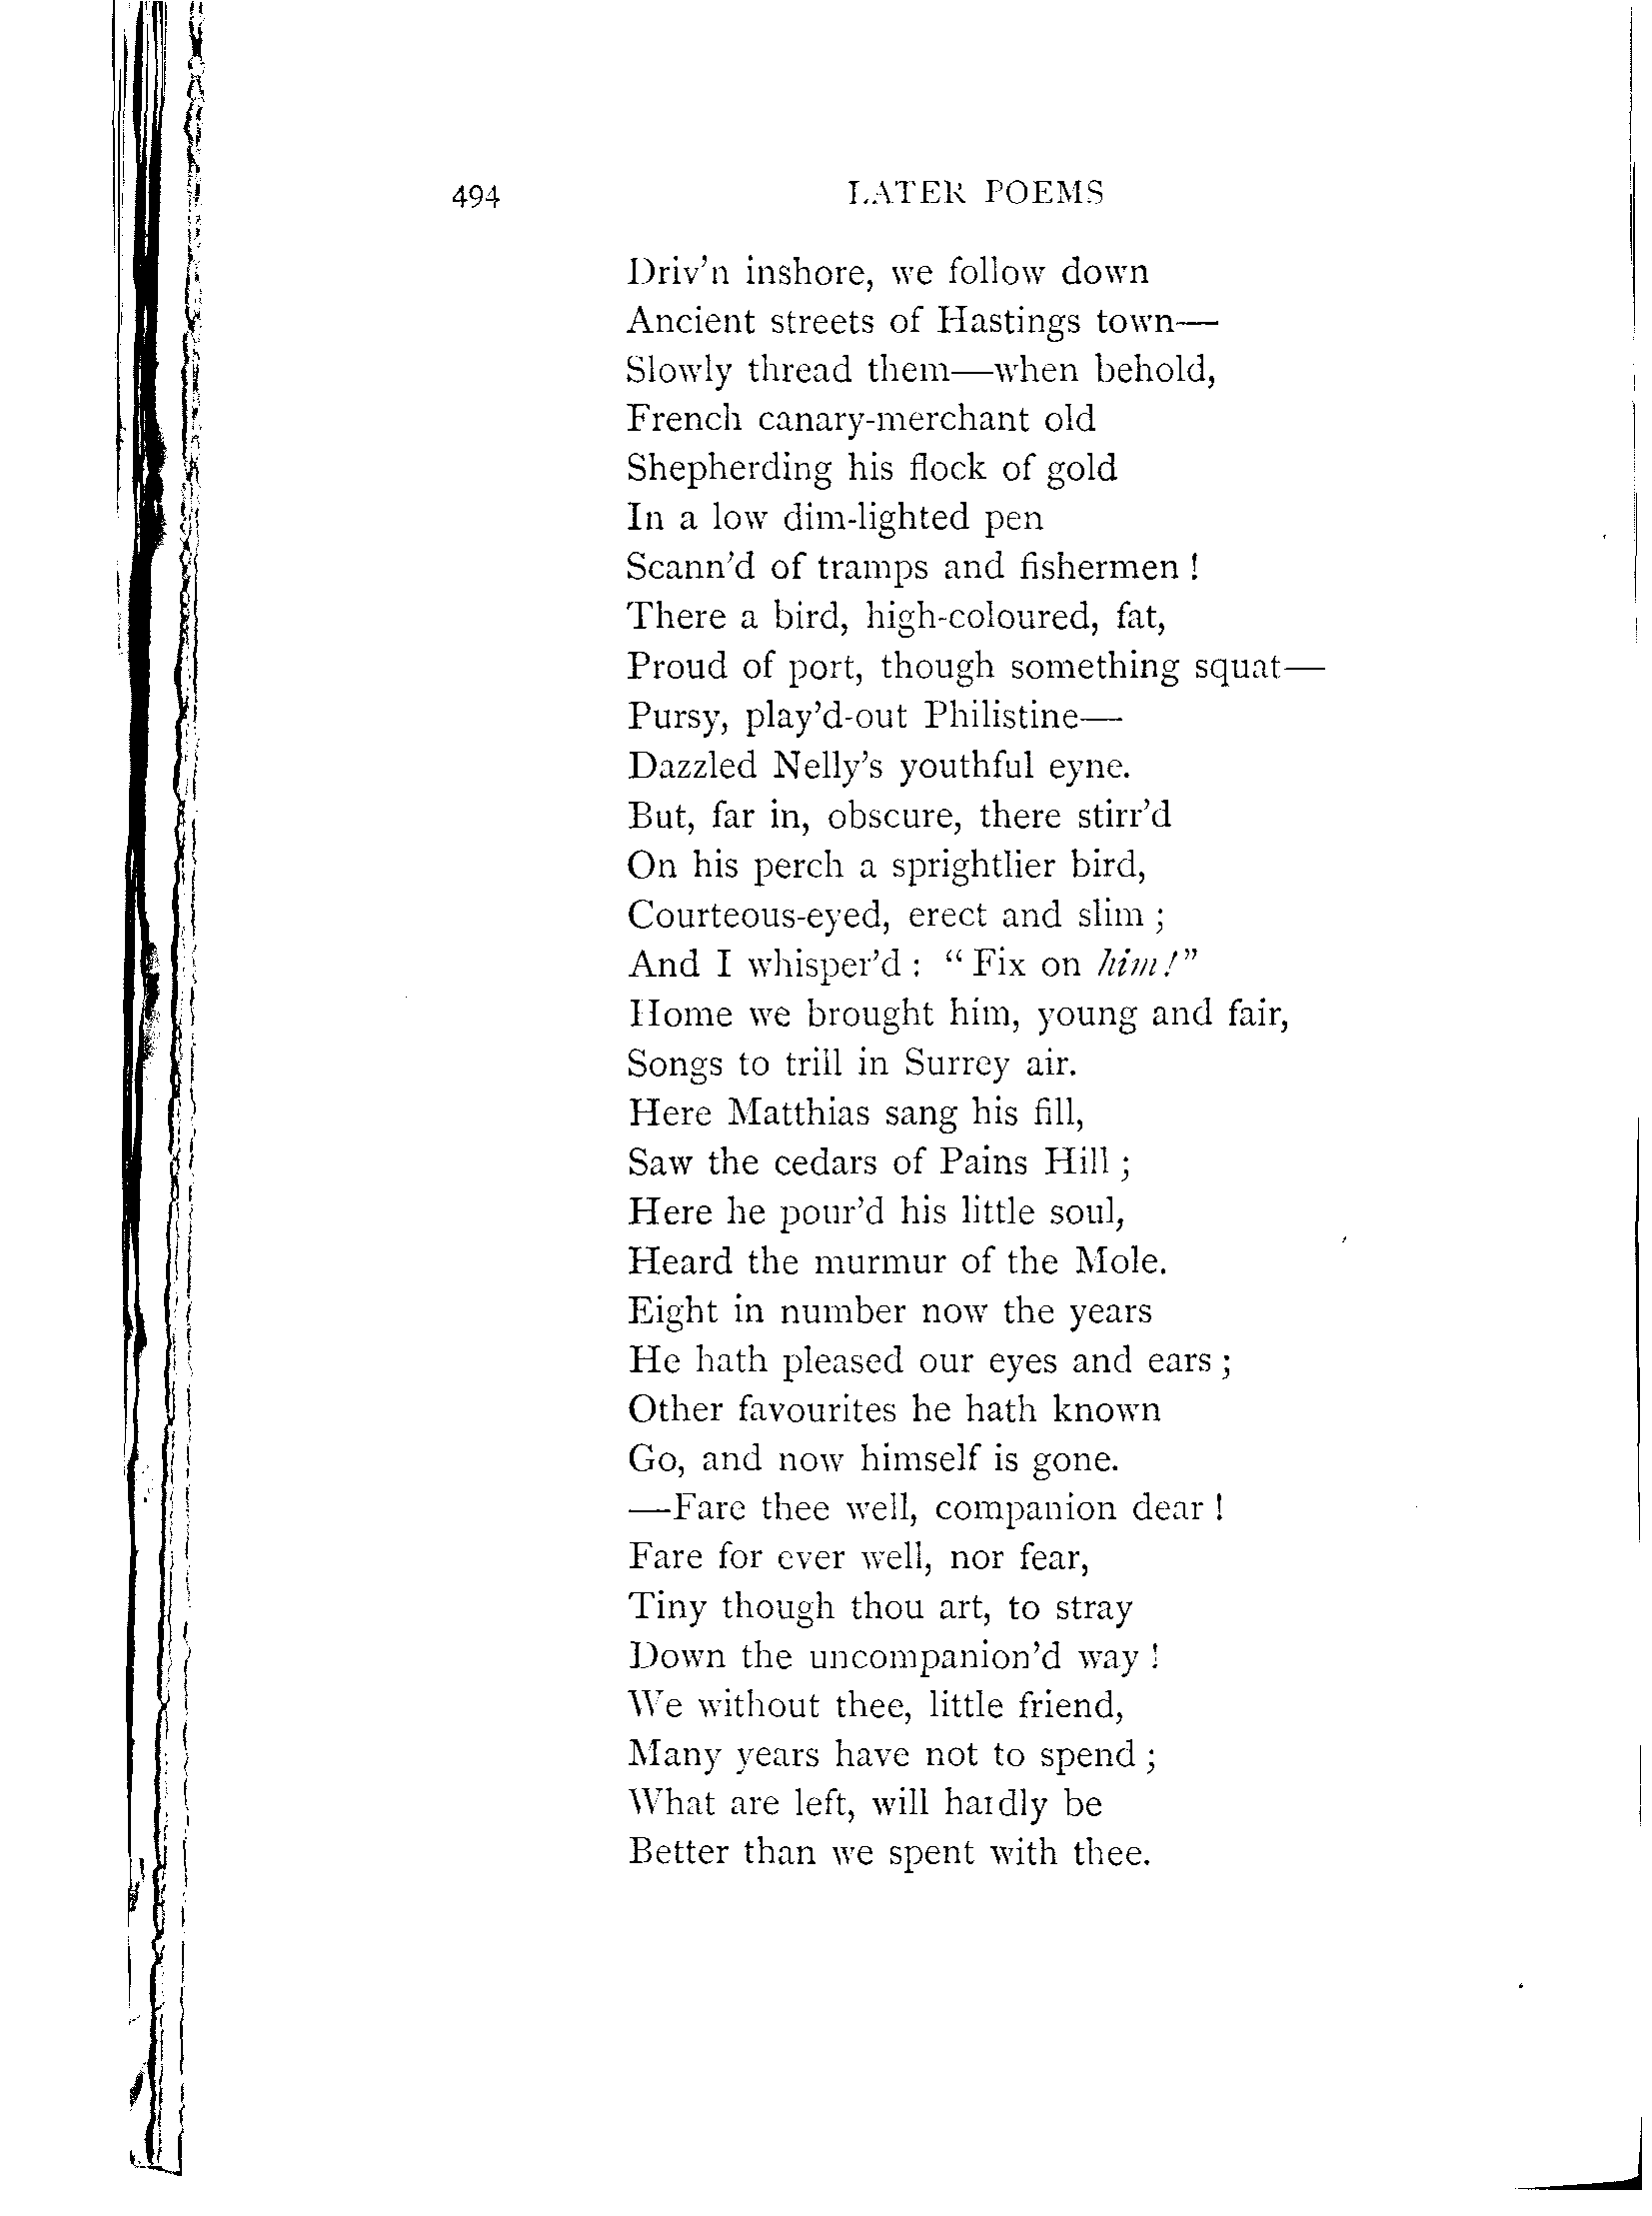 494 LATER POEMS
Driv'n inshore, we follow down
Ancient streets of Hastings town—
Slowly thread them—when behold,
French canary-merchant old
Shepherding his flock of gold
In a low dim-lighted pen
Scann'd of tramps and fishermen !
There a bird, high-coloured, fat,
Proud of port, though something squat—
Pursy, play'd-out Philistine—
Dazzled Nelly's youthful eyne.
But, far in, obscure, there stirr'd
On his perch a sprightlier bird,
Courteous-eyed, erect and slim ;
And I whisper'd : “ Fix on him!”
Home we brought him, young and fair,
Songs to trill in Surrey air.
Here Matthias sang his fill,
Saw the cedars of Pains Hill ;
Here he pour'd his little soul,
Heard the murmur of the Mole.
Eight in number now the years
He hath pleased our eyes and ears ;
Other favourites he hath known
Go, and now himself is gone.
—Fare thee well, companion dear !
Fare for ever well, nor fear,
Tiny though thou art, to stray
Down the uncompanion'd way !
We without thee, little friend,
Many years have not to spend ;
What are left, will hardly be
Better than we spent with thee.